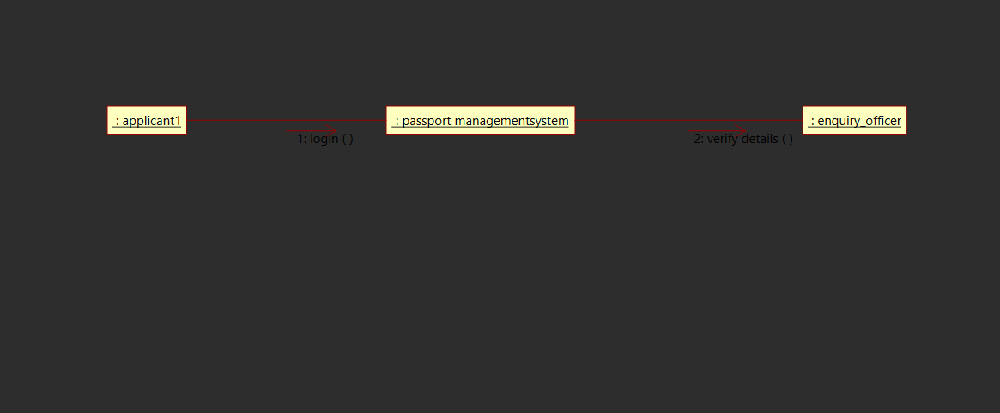 : applicant1
: passport managementsystem
: enquiry_officer
1: login ( )
2: verify details ( )